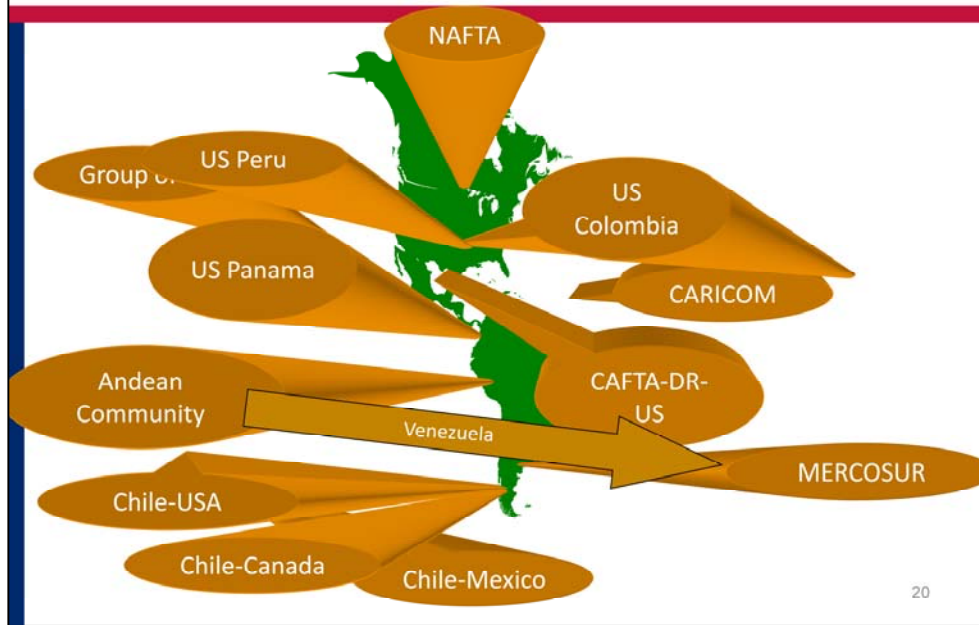 NAFTA
US Peru
Group
US
Colombia
US Panama
CARICOM
Andean
Community
CAFTA-DR-
US
Venezuela
MERCOSUR
Chile-USA
Chile-Canada
Chile-Mexico
20